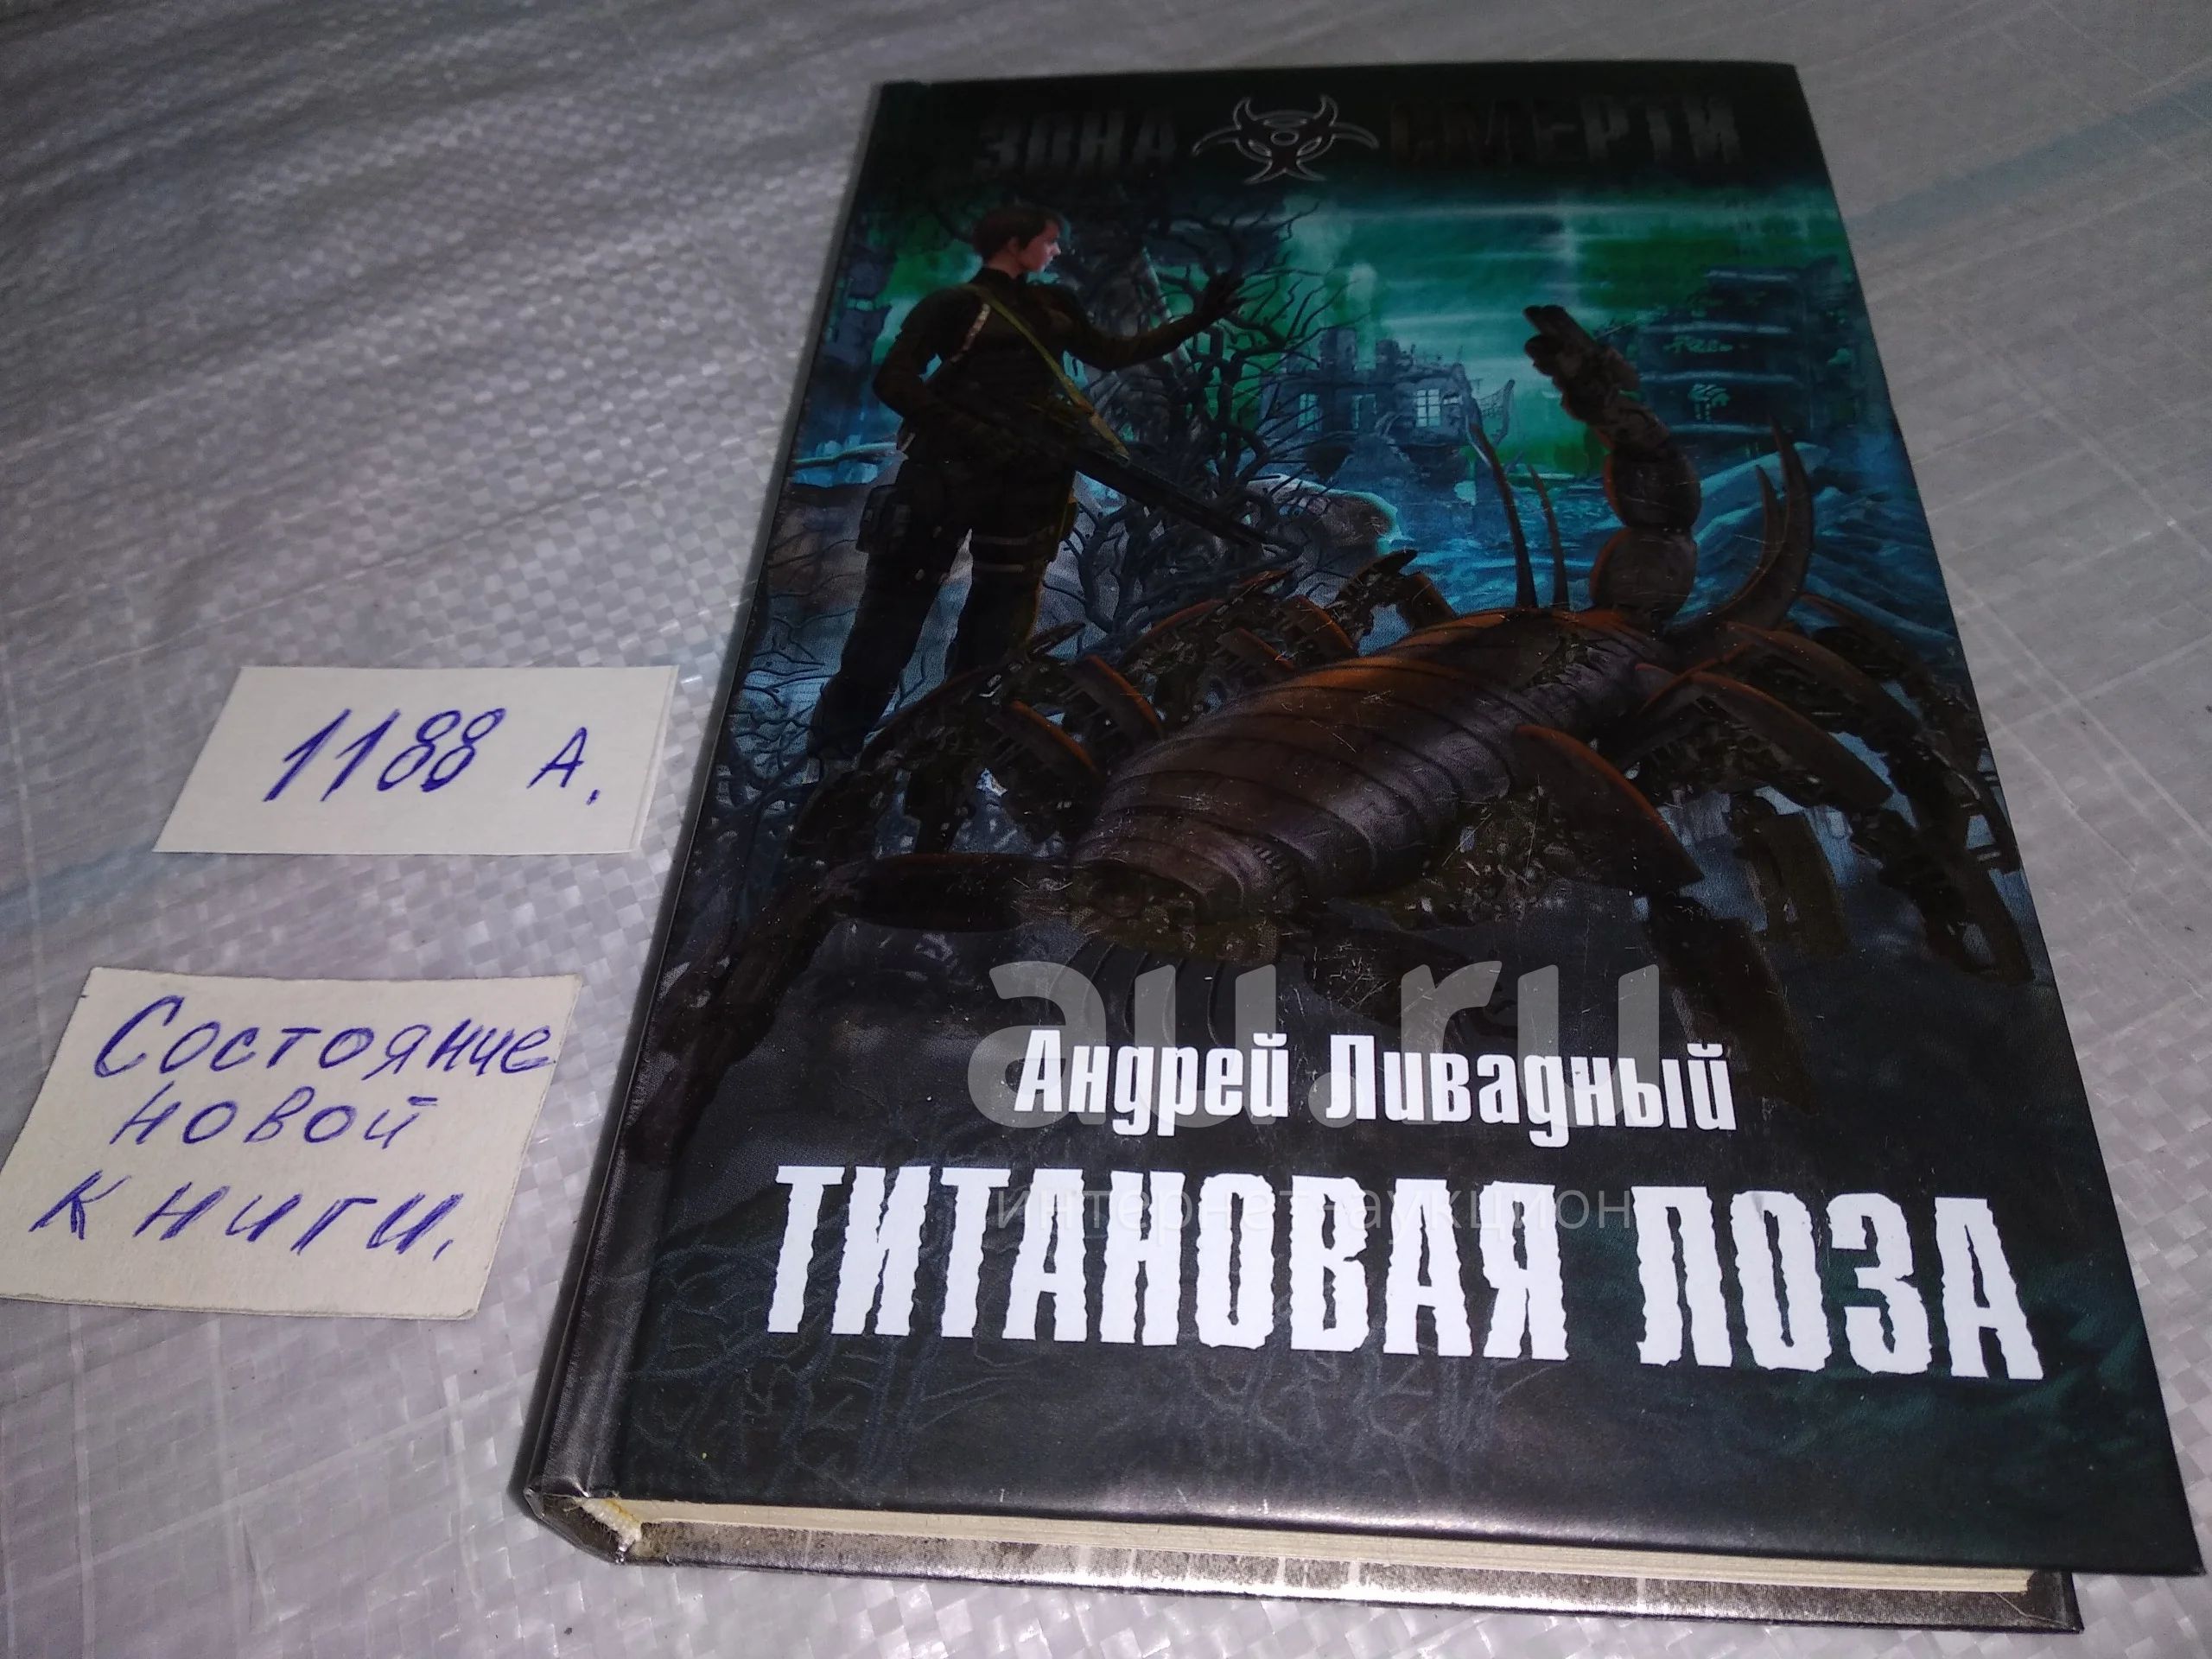 ЗОНА СМЕРТИ
1188 А.
Состояние
новой
книги.
au.ru
Андрей Ливадный
интернет-аукцион
ТИТАНОВАЯ ЛОЗА